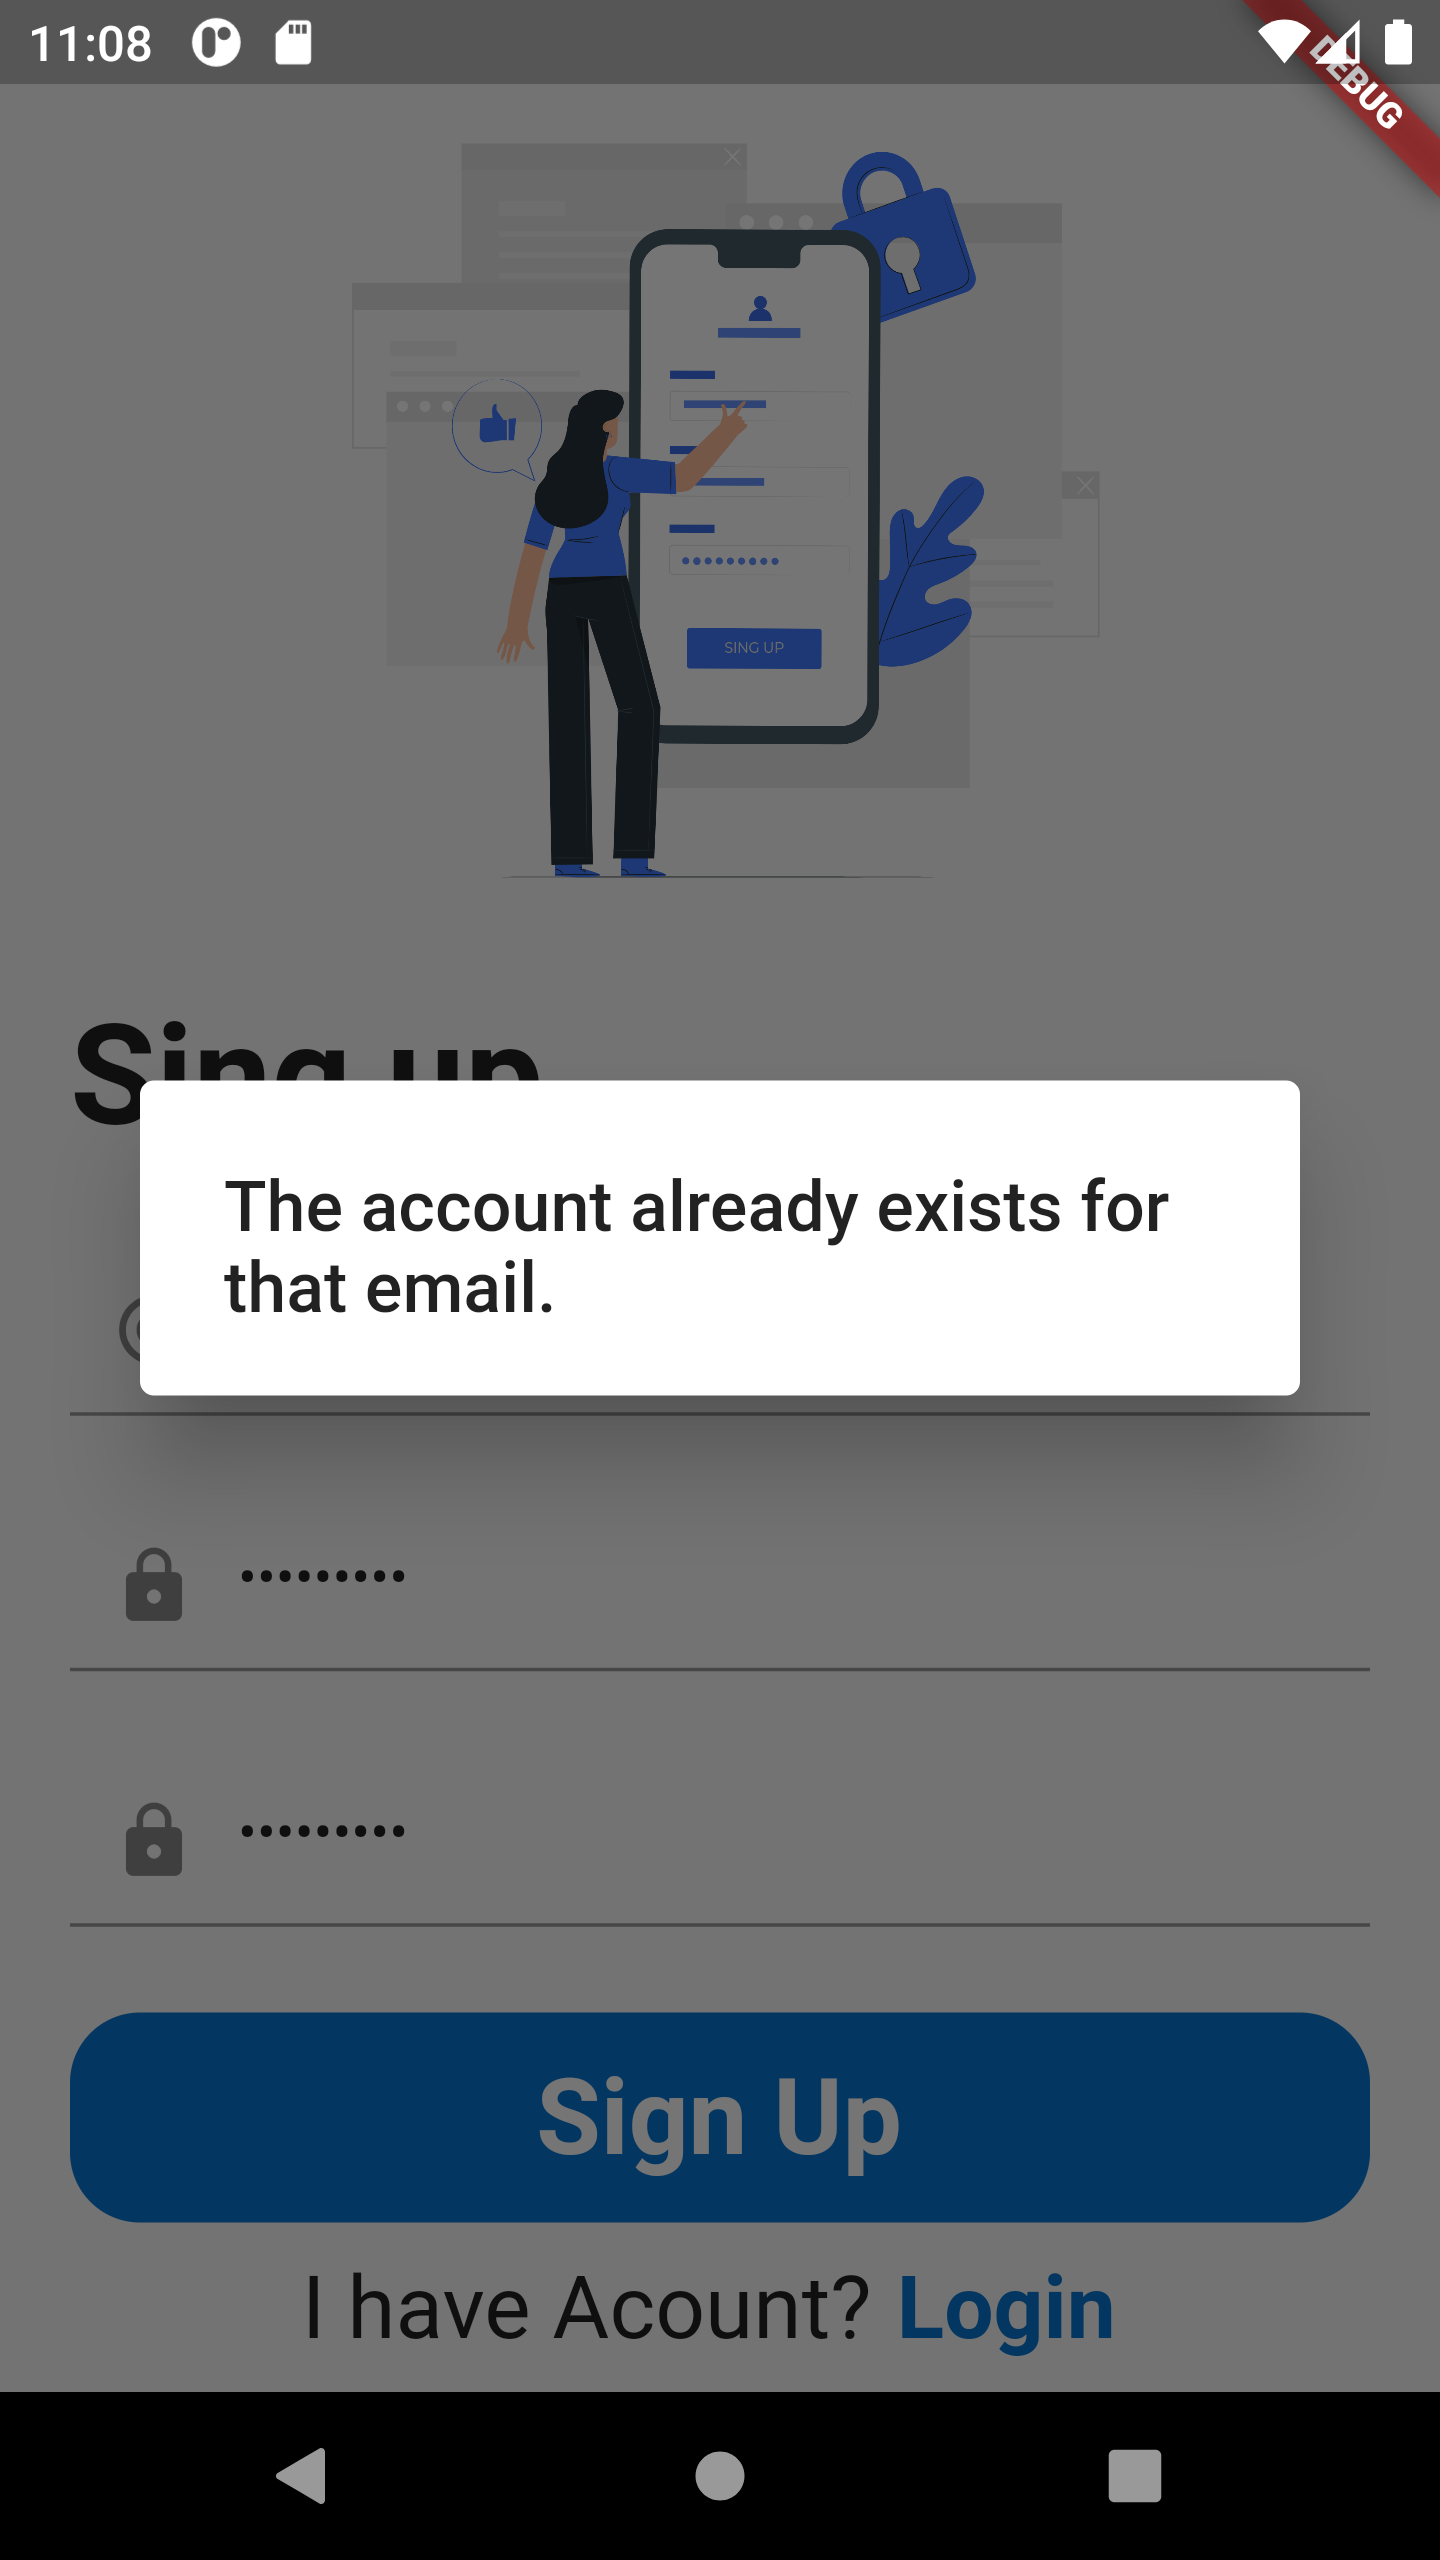 11:08
DEBUG
SING UP
Sing up
The account already exists for
that email.
•••••••••
•••••••••
Sign Up
I have Acount? Login